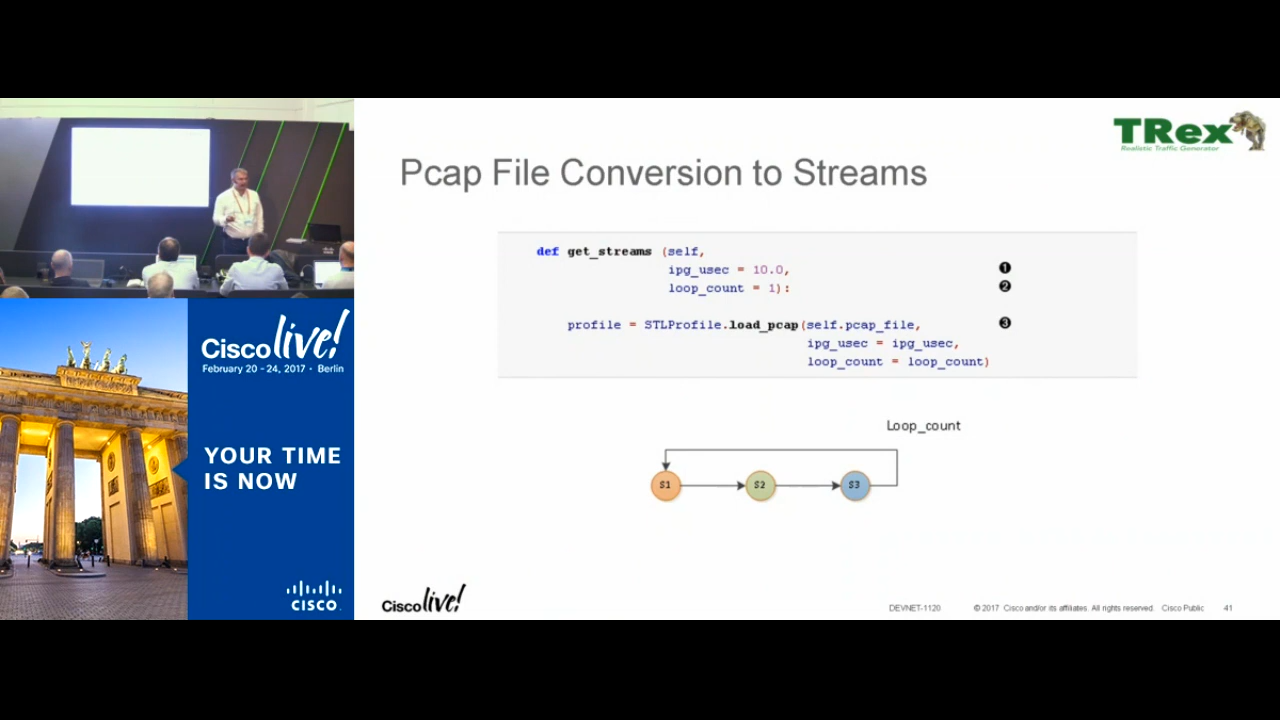 TRex
Realistic Traffic Generator
Pcap File Conversion to Streams
def get_streams (self,
ipg_usec = 10.0, ❶
loop_count = 1): ❷
profile = STLProfile.load_pcap(self.pcap_file, ❸
ipg_usec = ipg_usec,
loop_count = loop_count)
Loop_count
S1 S2 S3
Cisco live!
DEVNET-1120 © 2017 Cisco and/or its affiliates. All rights reserved. Cisco Public 41
Cisco live!
February 20 - 24, 2017 • Berlin
YOUR TIME
IS NOW
CISCO